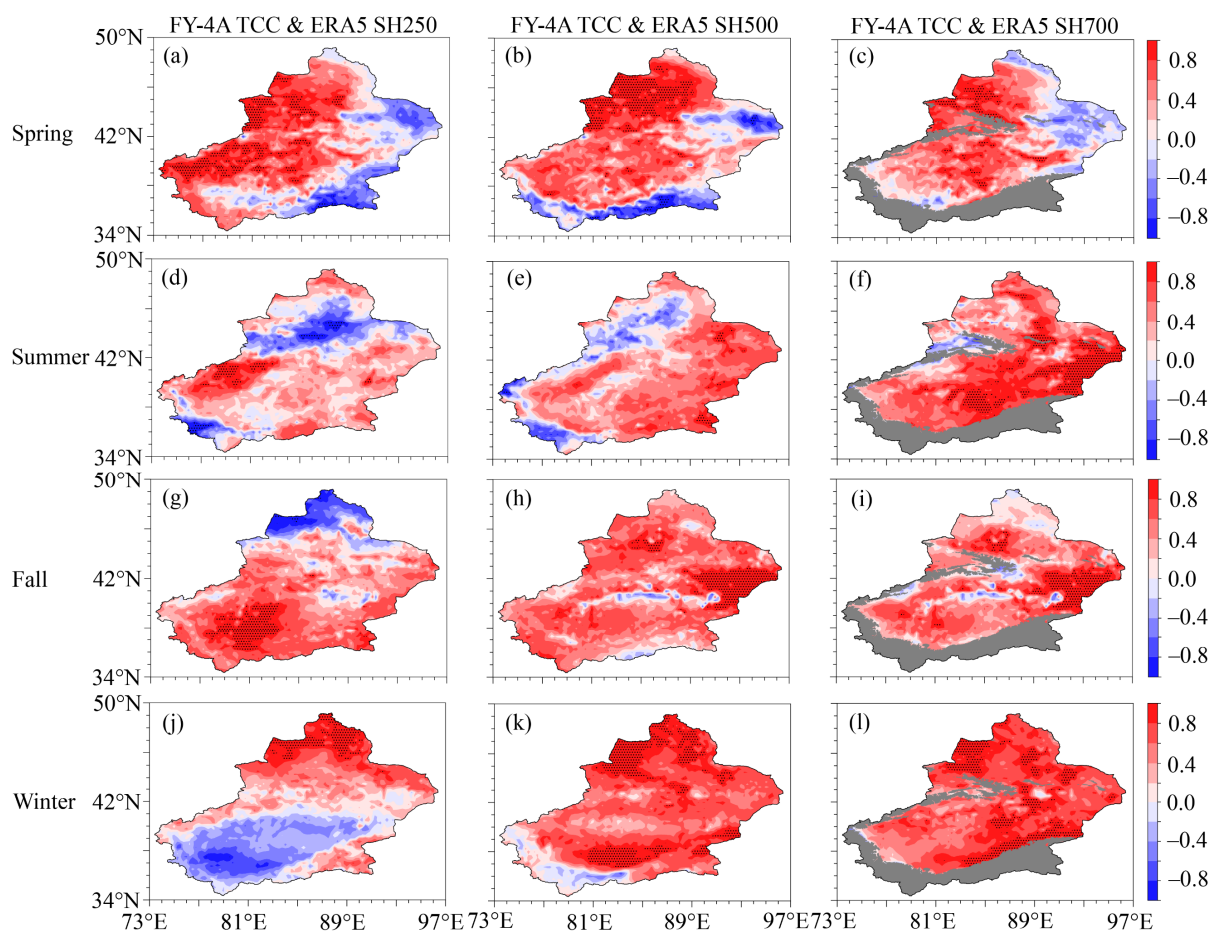 FY-4A TCC & ERA5 SH250 FY-4A TCC & ERA5 SH500 FY-4A TCC & ERA5 SH700
50°N (a) (b) (c) 0.8
0.4
Spring 42°N 0.0
−0.4
−0.8
34°N
50°N (d) (e) (f) 0.8
0.4
Summer 42°N 0.0
−0.4
−0.8
34°N
50°N (g) (h) (i) 0.8
0.4
Fall 42°N 0.0
−0.4
−0.8
34°N
50°N (j) (k) (l) 0.8
0.4
Winter 42°N 0.0
−0.4
−0.8
34°N
73°E 81°E 89°E 97°E 73°E 81°E 89°E 97°E 73°E 81°E 89°E 97°E